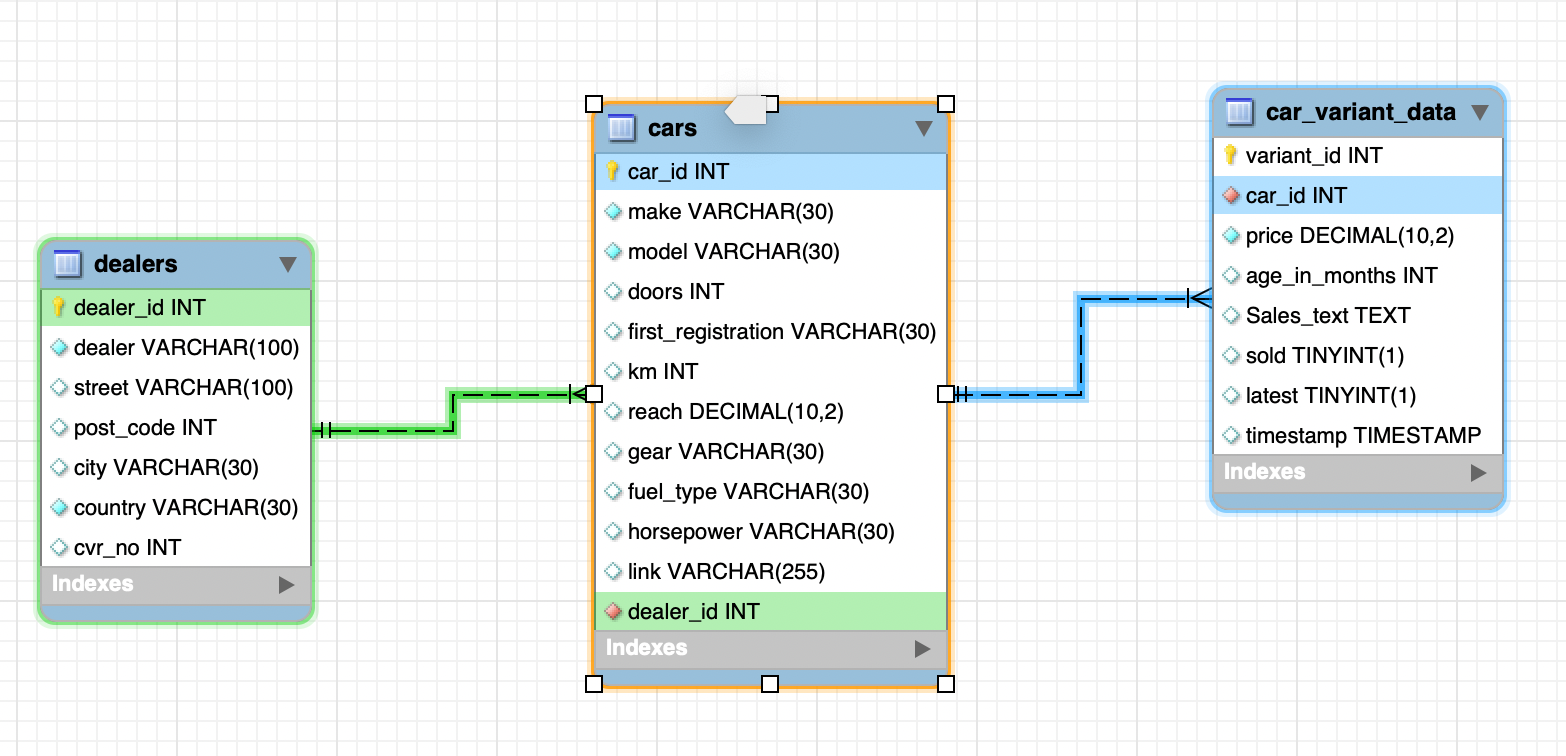 dealers
dealer_id INT
dealer VARCHAR(100)
street VARCHAR(100)
post_code INT
city VARCHAR(30)
country VARCHAR(30)
cvr_no INT
Indexes
cars
car_id INT
make VARCHAR(30)
model VARCHAR(30)
doors INT
first_registration VARCHAR(30)
km INT
reach DECIMAL(10,2)
gear VARCHAR(30)
fuel_type VARCHAR(30)
horsepower VARCHAR(30)
link VARCHAR(255)
dealer_id INT
Indexes
car_variant_data
variant_id INT
car_id INT
price DECIMAL(10,2)
age_in_months INT
Sales_text TEXT
sold TINYINT(1)
latest TINYINT(1)
timestamp TIMESTAMP
Indexes